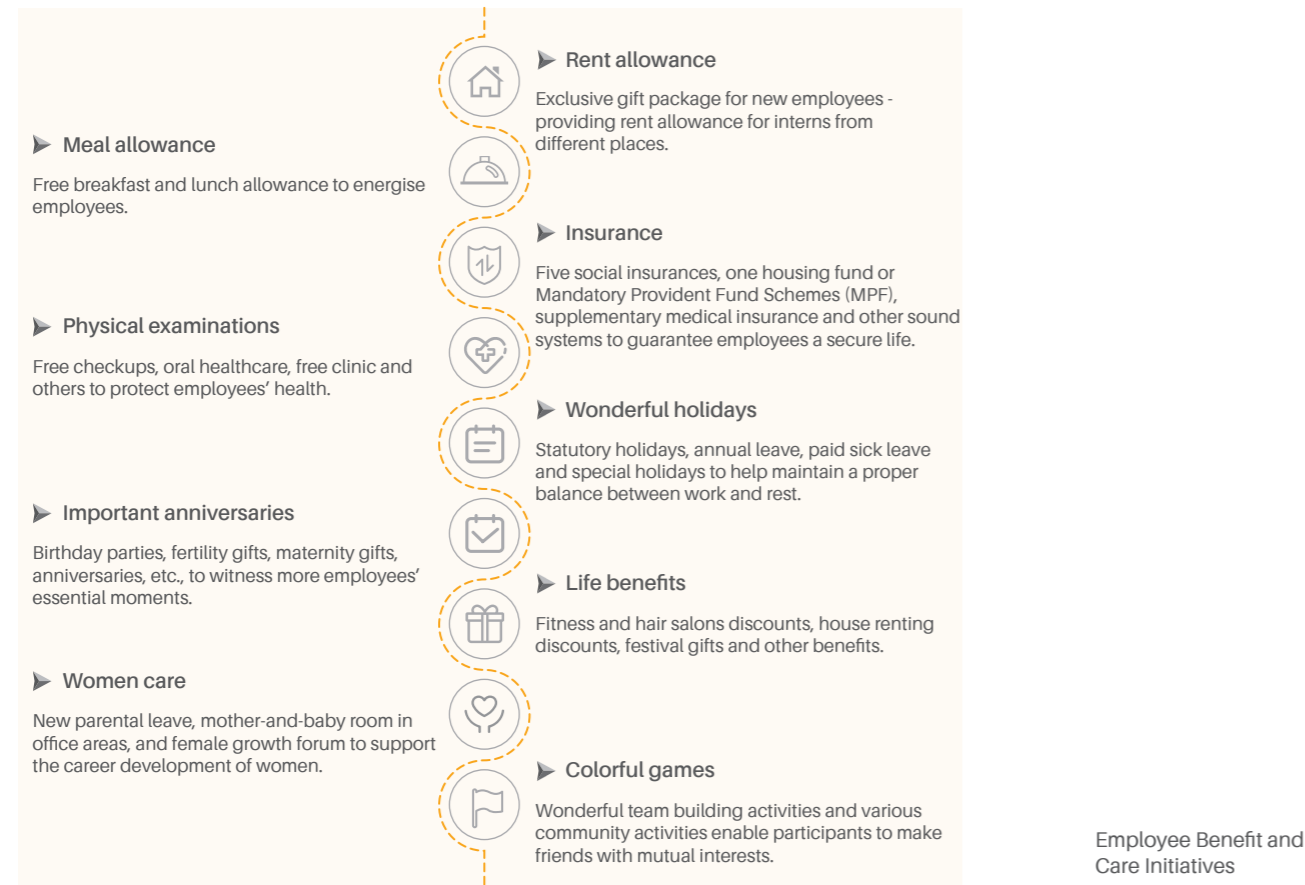 Rent allowance
Exclusive gift package for new employees -
providing rent allowance for interns from
different places.
Meal allowance
Free breakfast and lunch allowance to energise
employees.
Insurance
Five social insurances, one housing fund or
Mandatory Provident Fund Schemes (MPF),
supplementary medical insurance and other sound
systems to guarantee employees a secure life.
Physical examinations
Free checkups, oral healthcare, free clinic and
others to protect employees’ health.
Wonderful holidays
Statutory holidays, annual leave, paid sick leave
and special holidays to help maintain a proper
balance between work and rest.
Important anniversaries
Birthday parties, fertility gifts, maternity gifts,
anniversaries, etc., to witness more employees’
essential moments.
Life benefits
Fitness and hair salons discounts, house renting
discounts, festival gifts and other benefits.
Women care
New parental leave, mother-and-baby room in
office areas, and female growth forum to support
the career development of women.
Colorful games
Wonderful team building activities and various
community activities enable participants to make
friends with mutual interests.
Employee Benefit and
Care Initiatives